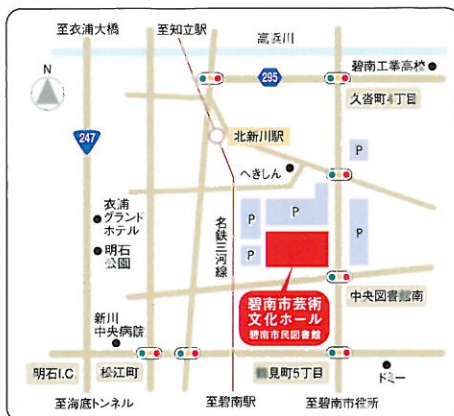 至衣浦大橋
至知立駅
高浜川
碧南工業高校
N
295
久沓町4丁目
247
北新川駅
P
へきしん
P
衣浦
グランド
ホテル
名鉄三河線
P
P
P
明石
公園
碧南市芸術
文化ホール
碧南市民図書館
中央図書館南
新川
中央病院
明石I.C.
松江町
鶴見町5丁目
ドミー
至海底トンネル
至碧南駅
至碧南市役所